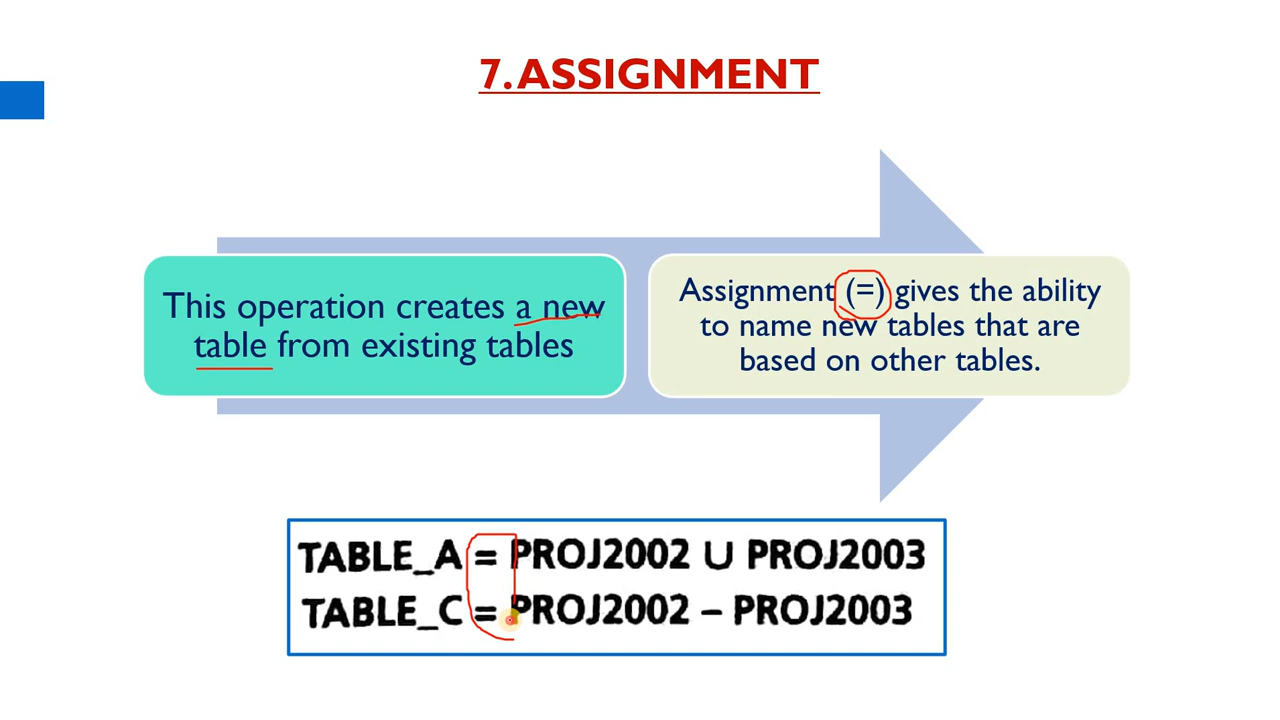 7. ASSIGNMENT
This operation creates a new
table from existing tables
Assignment (=) gives the ability
to name new tables that are
based on other tables.
TABLE_A = PROJ2002 ∪ PROJ2003
TABLE_C = PROJ2002 – PROJ2003